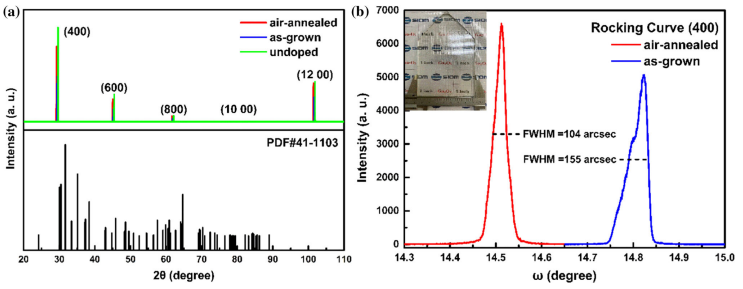 (a)
(400)
air-annealed
as-grown
undoped
(600)
(800)
(10 00)
(12 00)
PDF#41-1103
Intensity (a. u.)
20 30 40 50 60 70 80 90 100 110
2θ (degree)
(b)
7000
6000
5000
4000
3000
2000
1000
0
Intensity (a. u.)
Rocking Curve (400)
air-annealed
as-grown
FWHM =104 arcsec
FWHM =155 arcsec
14.3 14.4 14.5 14.6 14.7 14.8 14.9 15.0
ω (degree)